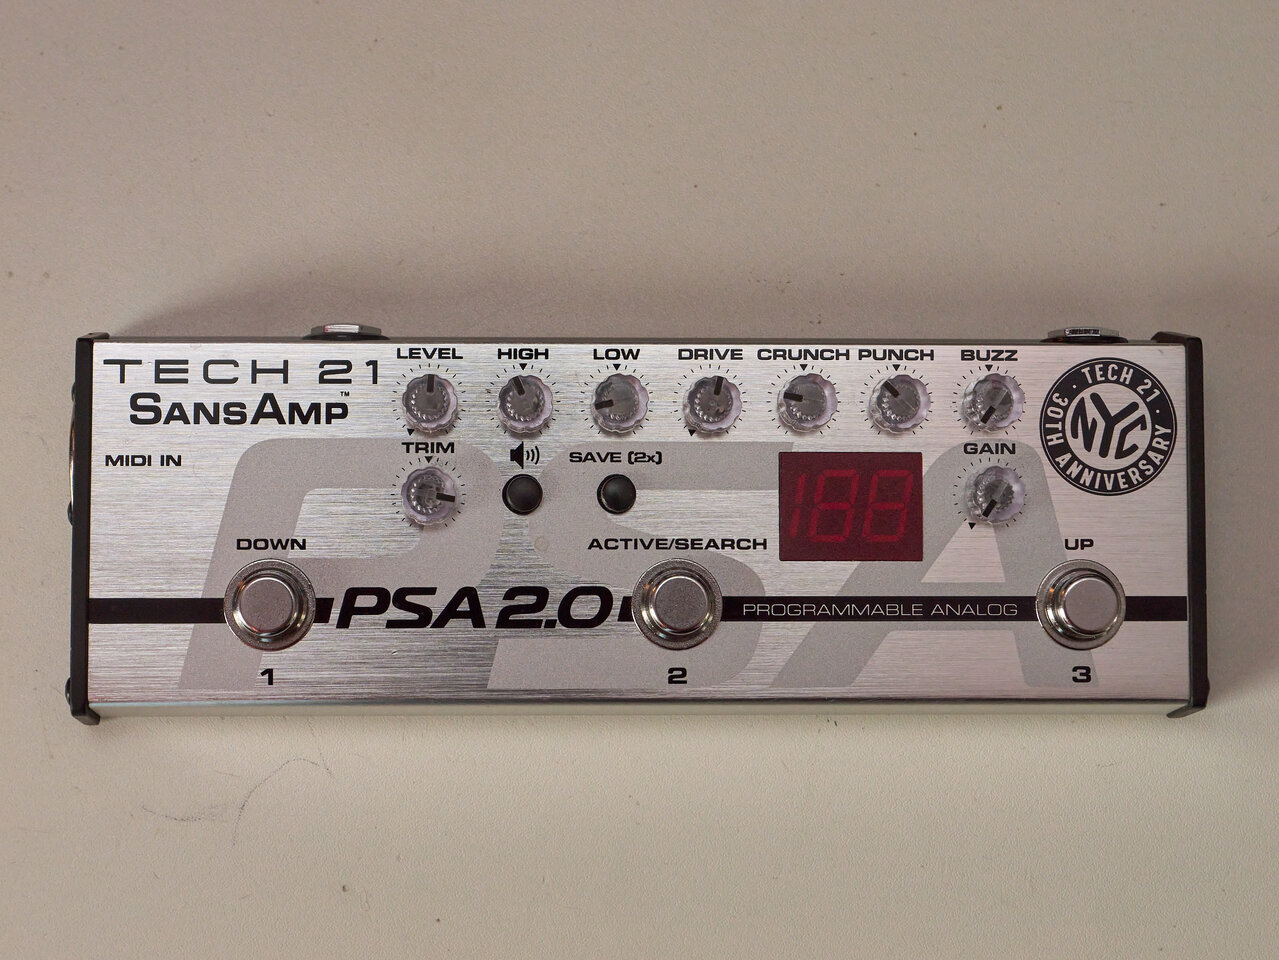 TECH 21
SANSAMP™
MIDI IN
LEVEL HIGH LOW DRIVE CRUNCH PUNCH BUZZ
TRIM SAVE (2x) GAIN
TECH 21 · 30TH ANNIVERSARY ·
NYC
188
DOWN ACTIVE/SEARCH UP
PSA
PSA 2.0
PROGRAMMABLE ANALOG
1 2 3